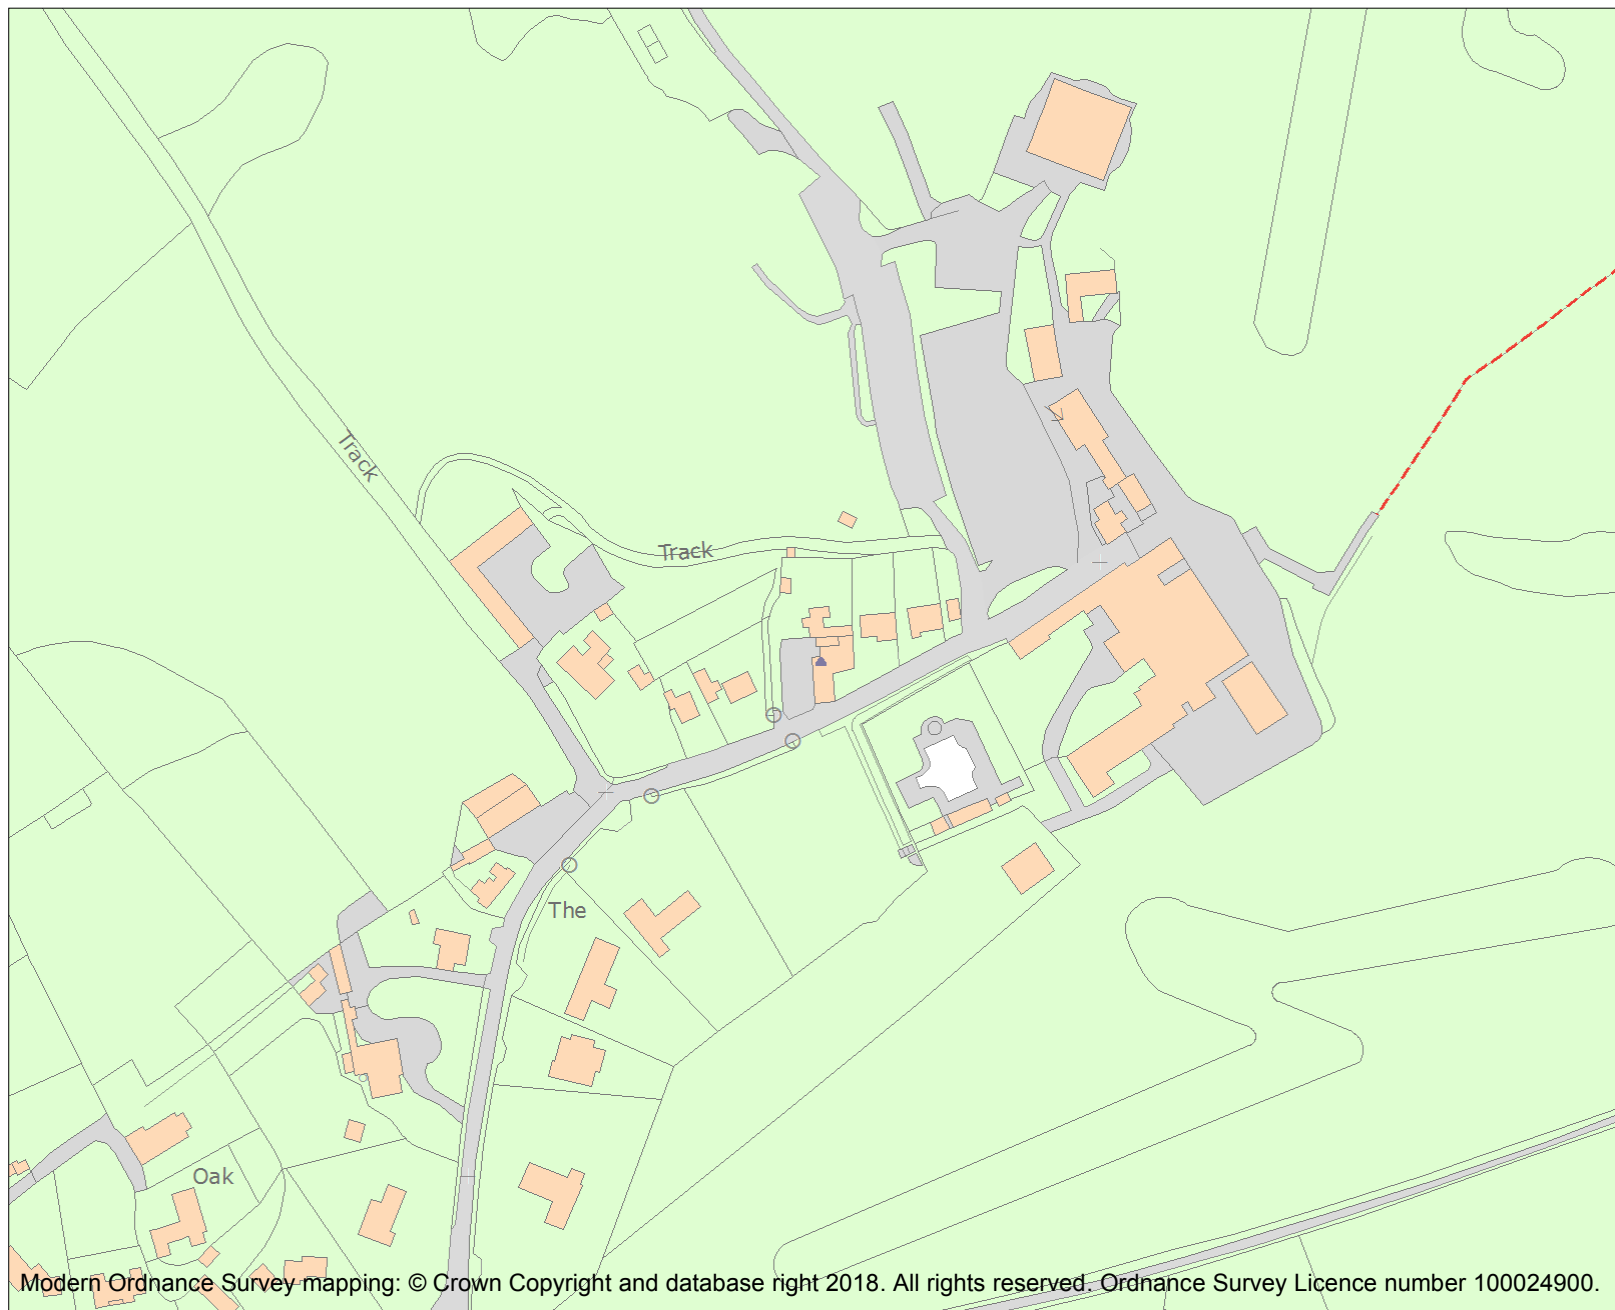 Track
Track
The
Oak
Modern Ordnance Survey mapping: © Crown Copyright and database right 2018. All rights reserved. Ordnance Survey Licence number 100024900.